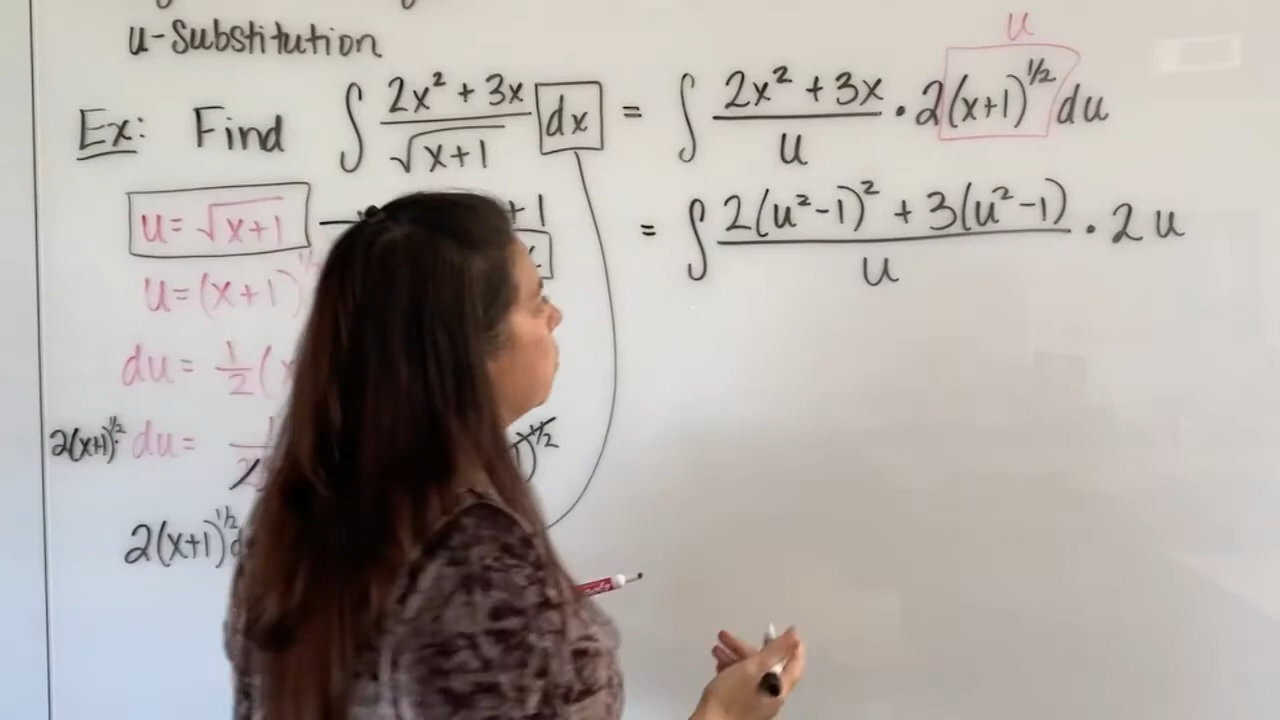 u-Substitution
u
Ex: Find ∫ (2x² + 3x)/√(x+1) dx = ∫ (2x² + 3x)/u · 2(x+1)^1/2 du
u = √(x+1) +1
= ∫ (2(u²-1)² + 3(u²-1))/u · 2u
u = (x+1)
du = 1/2 (
2(x+1)^1/2 · du =
2(x+1)^1/2